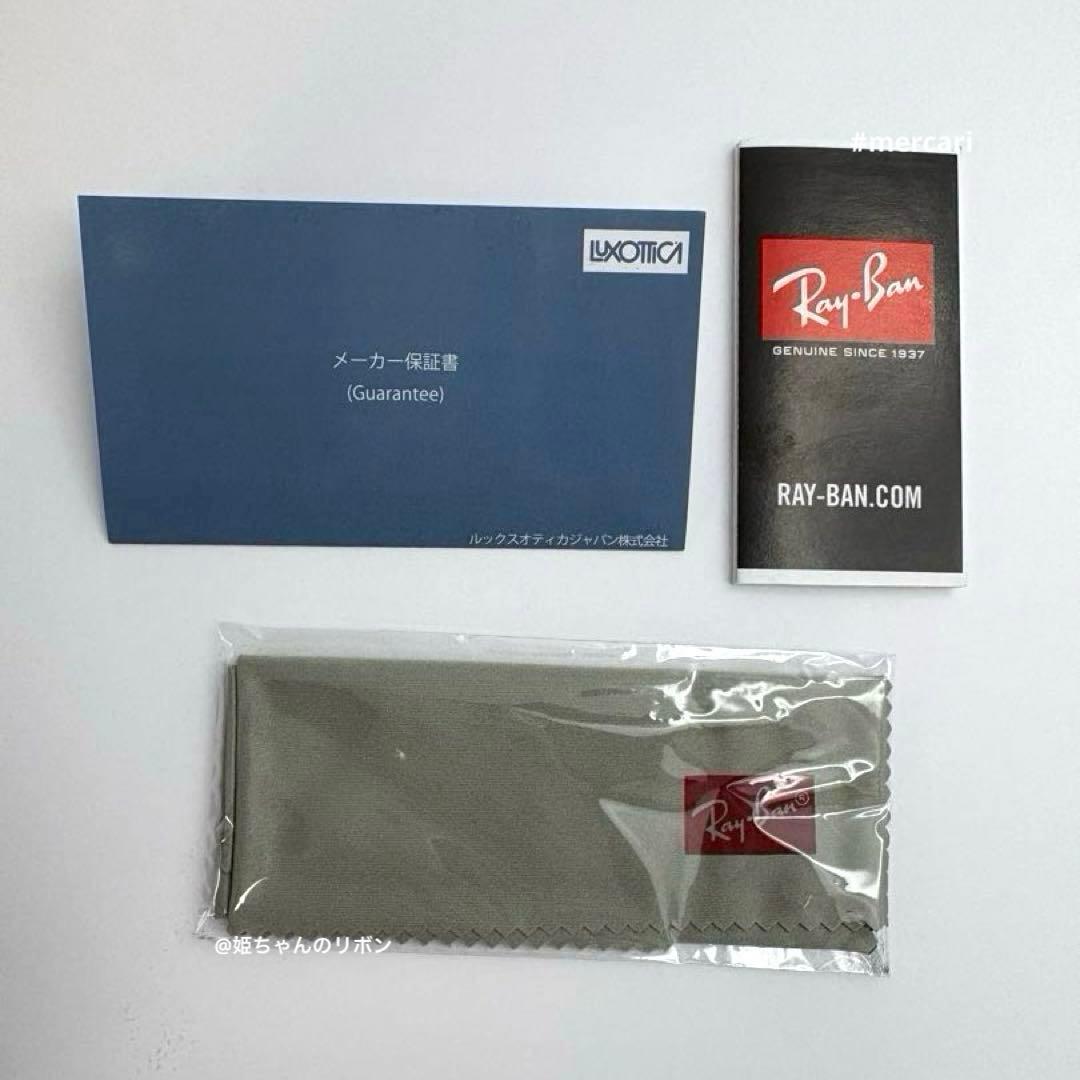 #mercari
LUXOTTICA
メーカー保証書
(Guarantee)
ルックスオティカジャパン株式会社
Ray-Ban
GENUINE SINCE 1937
RAY-BAN.COM
Ray-Ban®
@姫ちゃんのリボン